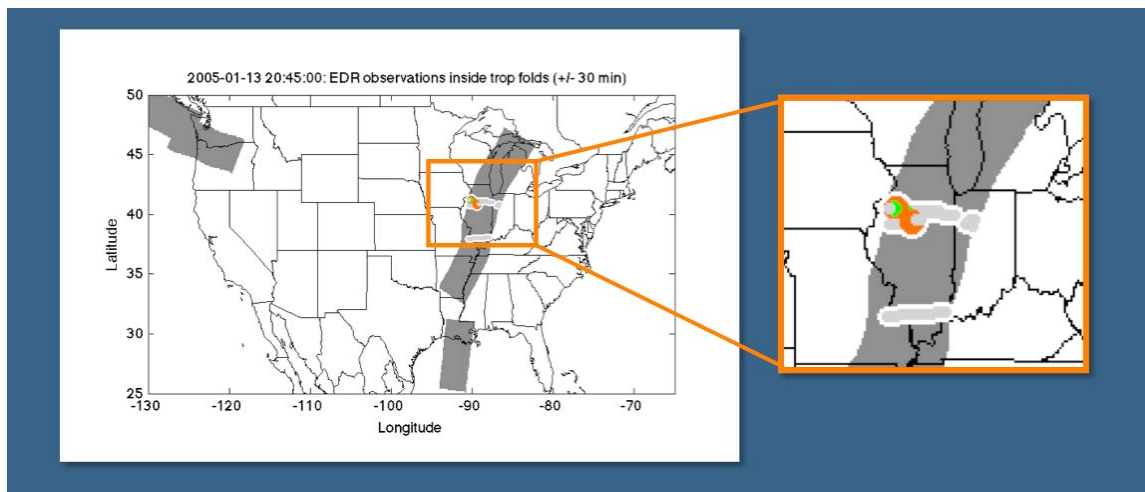 2005-01-13 20:45:00: EDR observations inside trop folds (+/- 30 min)
50
45
40
35
30
25
Latitude
-130 -120 -110 -100 -90 -80 -70
Longitude